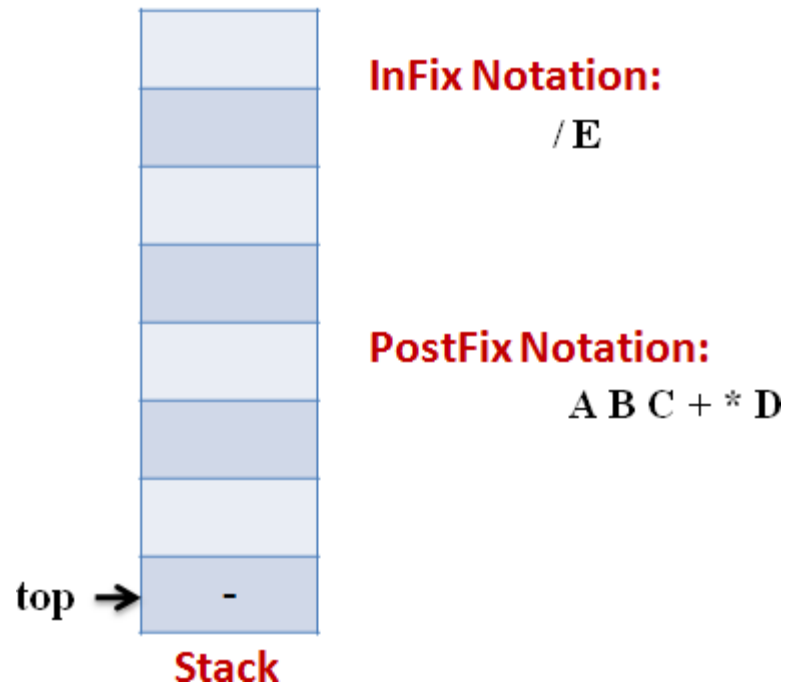 InFix Notation:
/ E
PostFix Notation:
A B C + * D
top
-
Stack